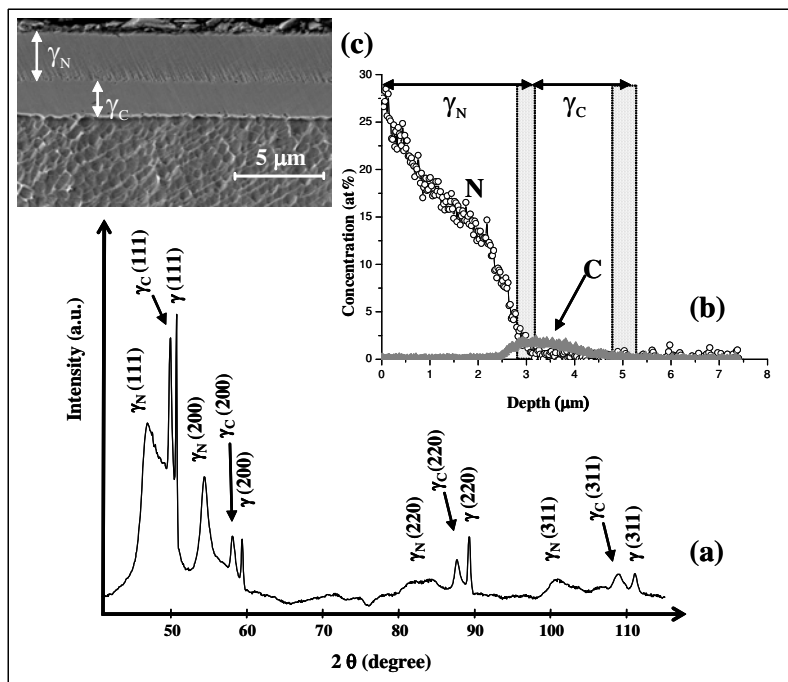 γN
γC
5 μm
(c)
γN
γC
N
C
(b)
Concentration (at%)
30
25
20
15
10
5
0
0 1 2 3 4 5 6 7 8
Depth (μm)
Intensity (a.u.)
γN (111)
γC (111)
γ (111)
γN (200)
γC (200)
γ (200)
γN (220)
γC (220)
γ (220)
γN (311)
γC (311)
γ (311)
(a)
50 60 70 80 90 100 110
2 θ (degree)